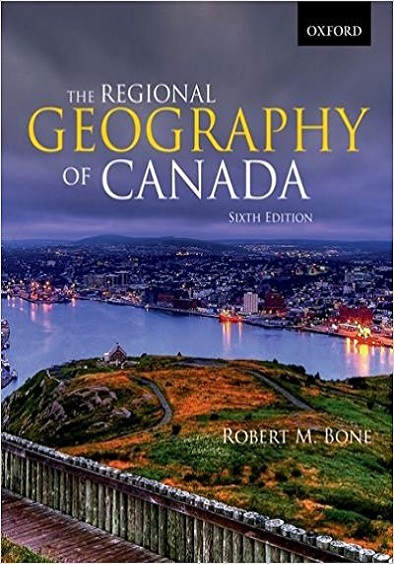 OXFORD
THE REGIONAL
GEOGRAPHY
OF CANADA
SIXTH EDITION
ROBERT M. BONE